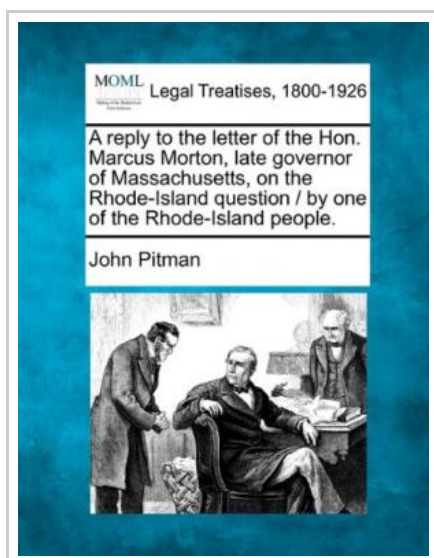 MOML
Legal Treatises, 1800-1926
A reply to the letter of the Hon.
Marcus Morton, late governor
of Massachusetts, on the
Rhode-Island question / by one
of the Rhode-Island people.
John Pitman